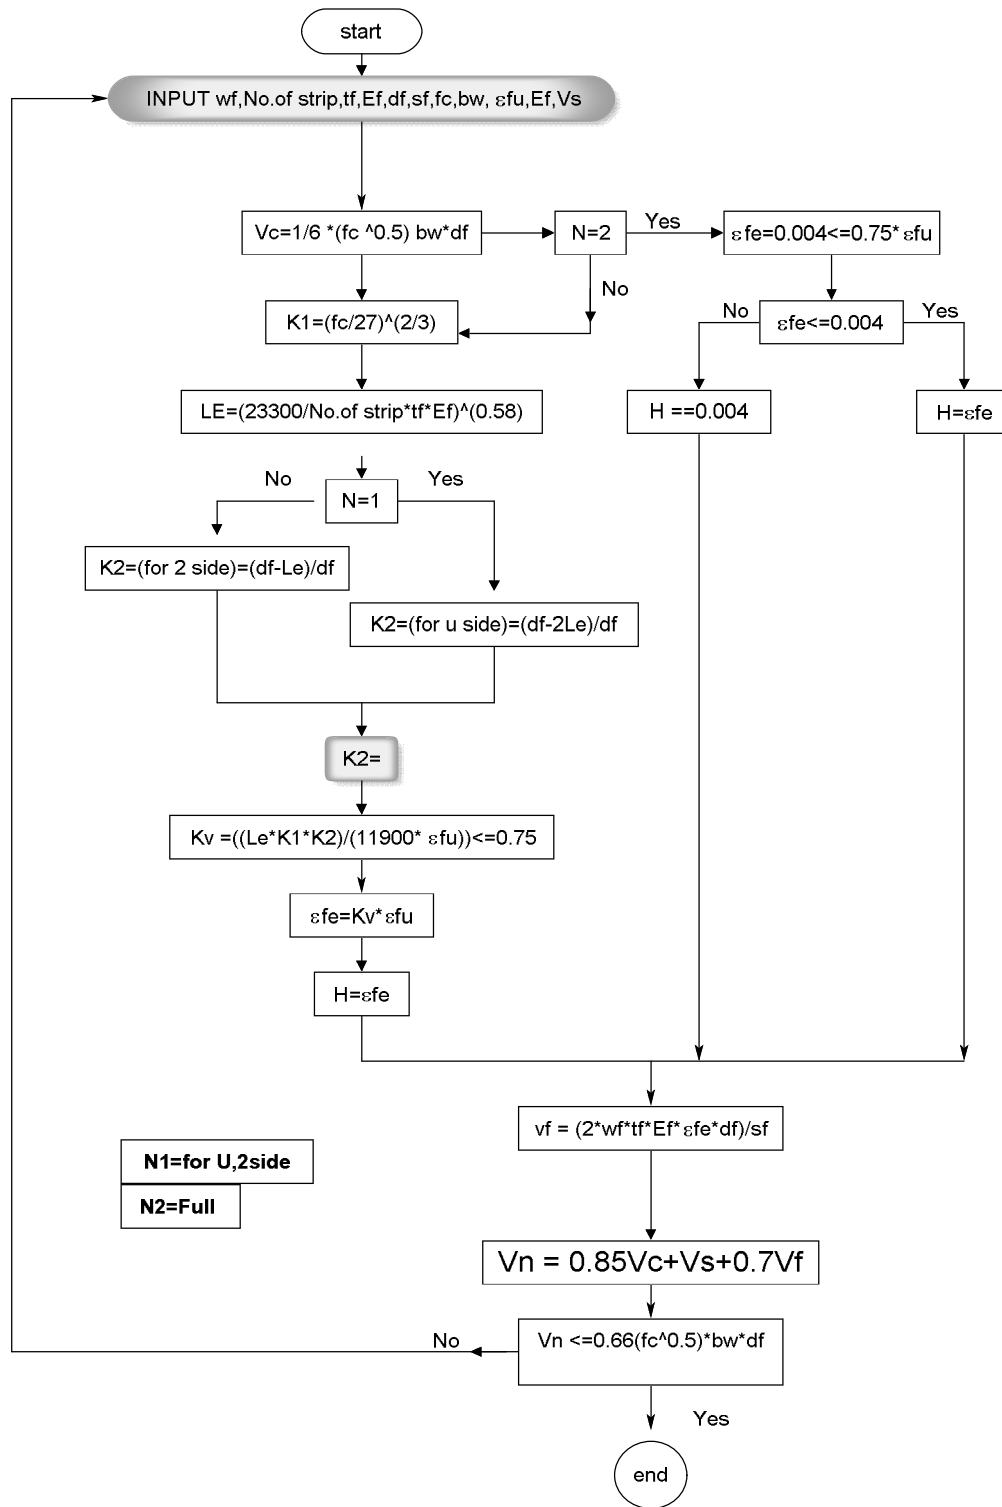 start
INPUT wf,No.of strip,tf,Ef,df,sf,fc,bw, εfu,Ef,Vs
Vc=1/6 *(fc ^0.5) bw*df
N=2
Yes
εfe=0.004<=0.75* εfu
No
K1=(fc/27)^(2/3)
No
εfe<=0.004
Yes
LE=(23300/No.of strip*tf*Ef)^(0.58)
H ==0.004
H=εfe
No
N=1
Yes
K2=(for 2 side)=(df-Le)/df
K2=(for u side)=(df-2Le)/df
K2=
Kv =((Le*K1*K2)/(11900* εfu))<=0.75
εfe=Kv*εfu
H=εfe
vf = (2*wf*tf*Ef*εfe*df)/sf
N1=for U,2side
N2=Full
Vn = 0.85Vc+Vs+0.7Vf
No
Vn <=0.66(fc^0.5)*bw*df
Yes
end